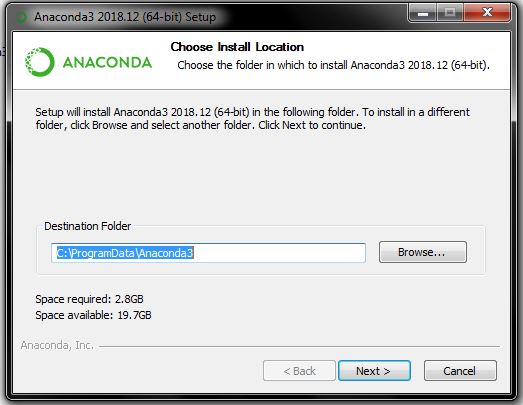 Anaconda3 2018.12 (64-bit) Setup
Choose Install Location
ANACONDA
Choose the folder in which to install Anaconda3 2018.12 (64-bit).
Setup will install Anaconda3 2018.12 (64-bit) in the following folder. To install in a different
folder, click Browse and select another folder. Click Next to continue.
Destination Folder
C:\ProgramData\Anaconda3
Browse...
Space required: 2.8GB
Space available: 19.7GB
Anaconda, Inc.
< Back
Next >
Cancel